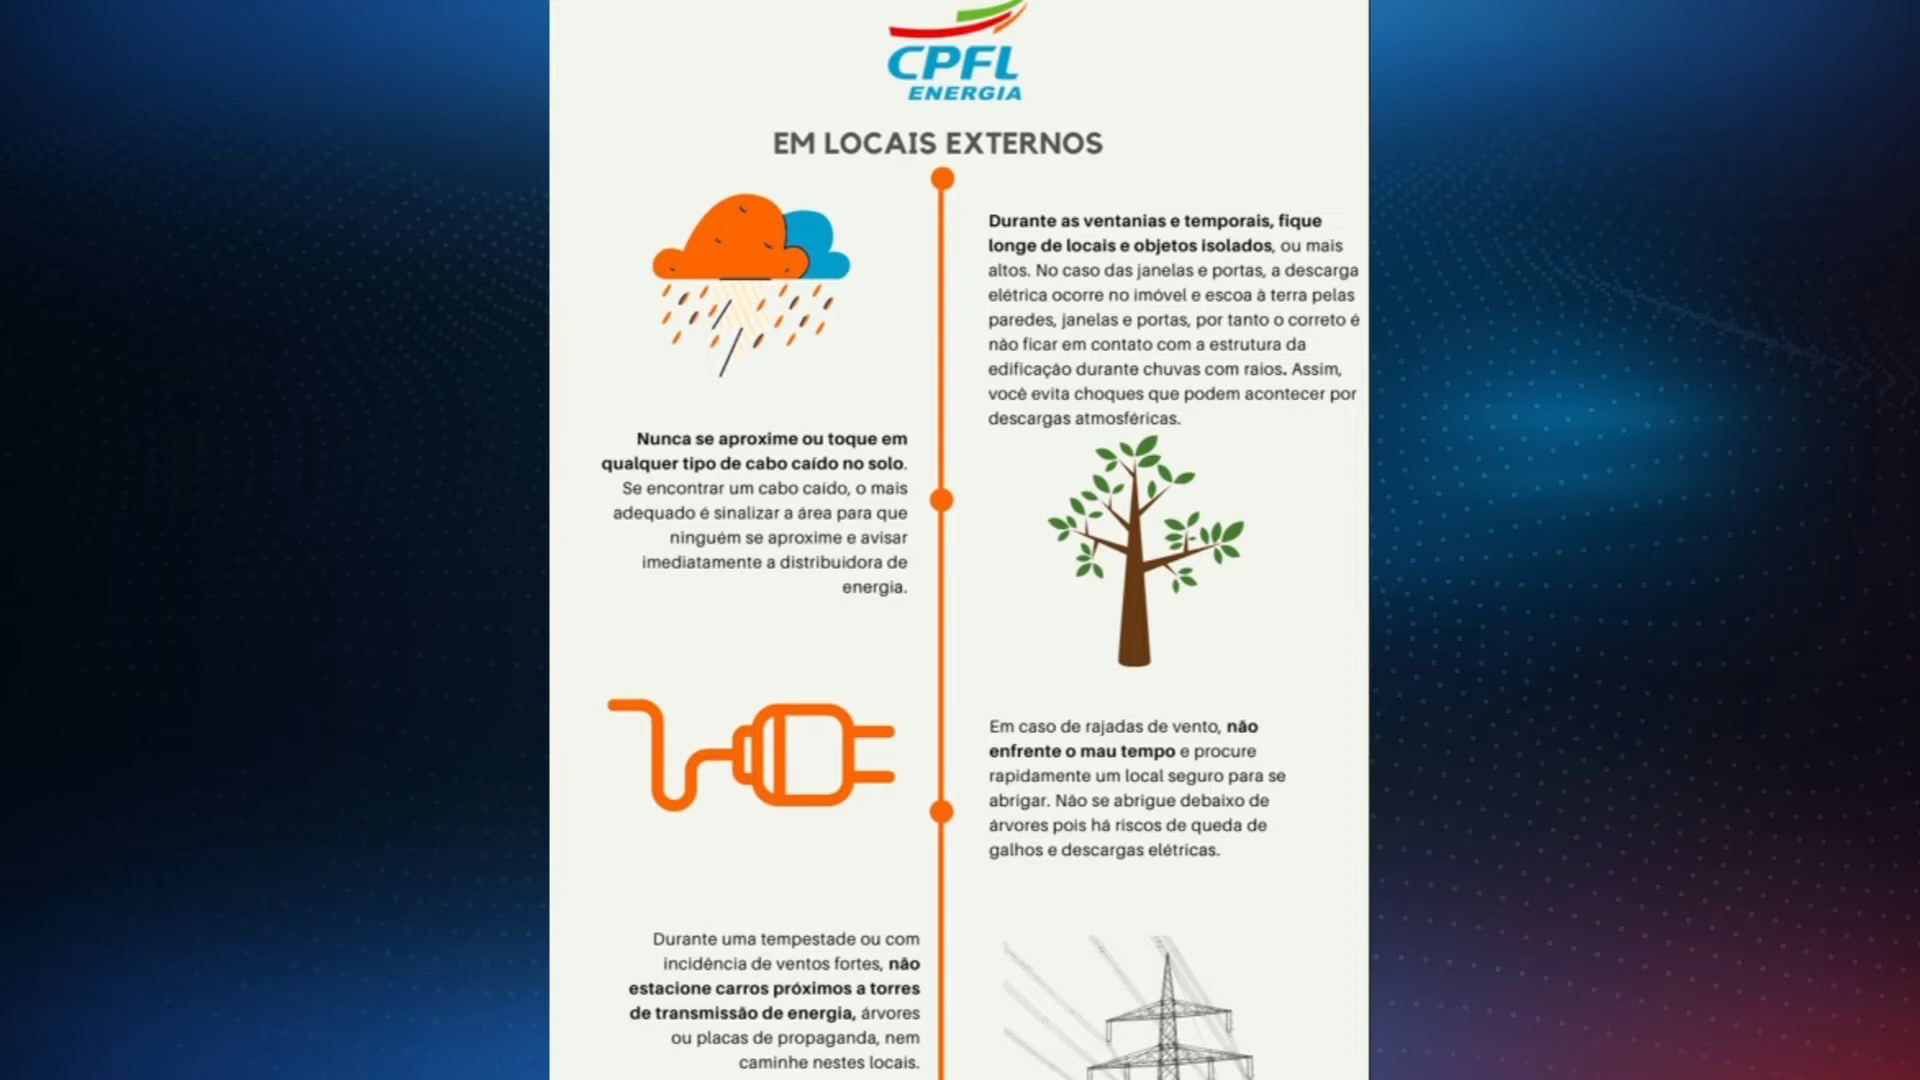 CPFL
ENERGIA
EM LOCAIS EXTERNOS
Durante as ventanias e temporais, fique
longe de locais e objetos isolados, ou mais
altos. No caso das janelas e portas, a descarga
elétrica ocorre no imóvel e escoa à terra pelas
paredes, janelas e portas, por tanto o correto é
não ficar em contato com a estrutura da
edificação durante chuvas com raios. Assim,
você evita choques que podem acontecer por
descargas atmosféricas.
Nunca se aproxime ou toque em
qualquer tipo de cabo caído no solo.
Se encontrar um cabo caído, o mais
adequado é sinalizar a área para que
ninguém se aproxime e avisar
imediatamente a distribuidora de
energia.
Em caso de rajadas de vento, não
enfrente o mau tempo e procure
rapidamente um local seguro para se
abrigar. Não se abrigue debaixo de
árvores pois há riscos de queda de
galhos e descargas elétricas.
Durante uma tempestade ou com
incidência de ventos fortes, não
estacione carros próximos a torres
de transmissão de energia, árvores
ou placas de propaganda, nem
caminhe nestes locais.